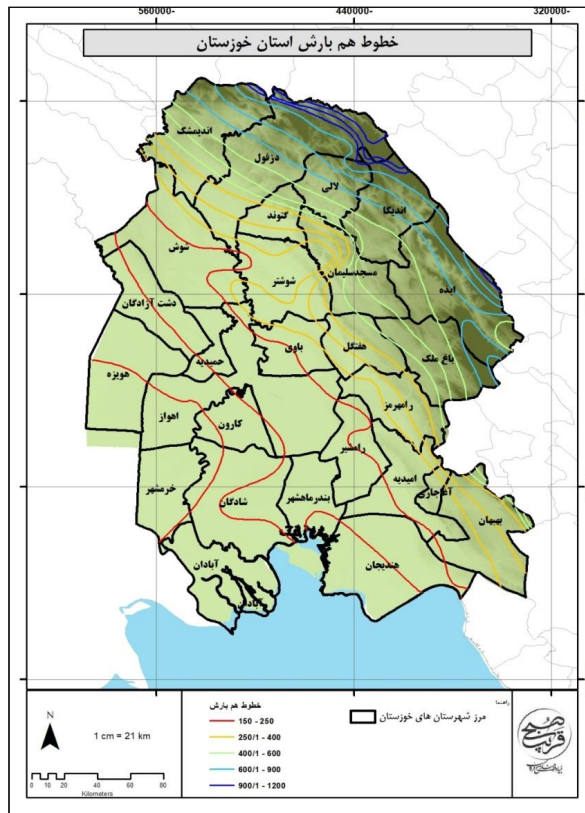 560000-
440000-
320000-
خطوط هم بارش استان خوزستان
اندیمشک
دزفول
لالی
اندیکا
گتوند
شوش
شوشتر
مسجدسلیمان
ایذه
دشت آزادگان
حمیدیه
باوی
هفتگل
باغ ملک
هویزه
اهواز
کارون
رامهرمز
رامشیر
خرمشهر
شادگان
بندرماهشهر
امیدیه
آغاجاری
بهبهان
آبادان
هندیجان
آبادان
راهنما
مرز شهرستان های خوزستان
خطوط هم بارش
150 - 250
250/1 - 400
400/1 - 600
600/1 - 900
900/1 - 1200
N
1 cm = 21 km
0 10 20 40 60 80
Kilometers